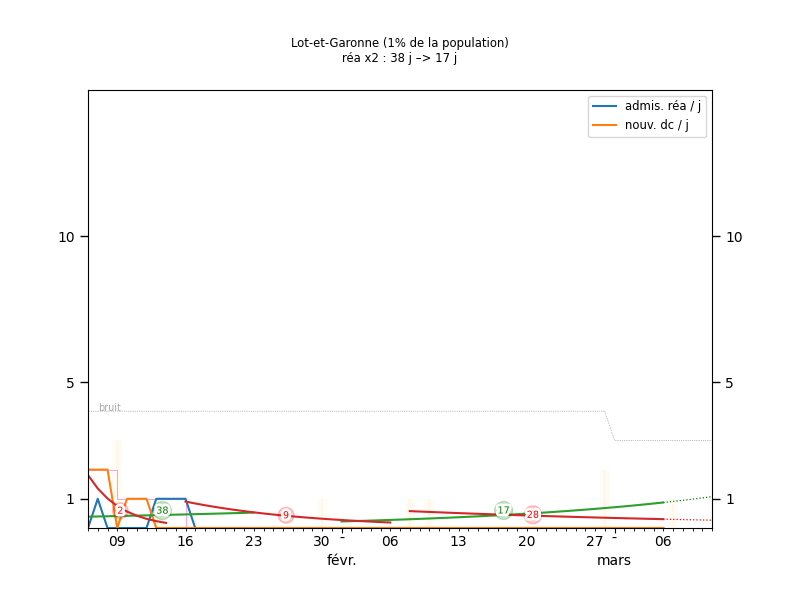 Lot-et-Garonne (1% de la population)
réa x2 : 38 j –> 17 j
admis. réa / j
nouv. dc / j
10 10
5 5
bruit
1 1
2 38 9 17 28
09 16 23 30 - 06 13 20 27 - 06
févr. mars